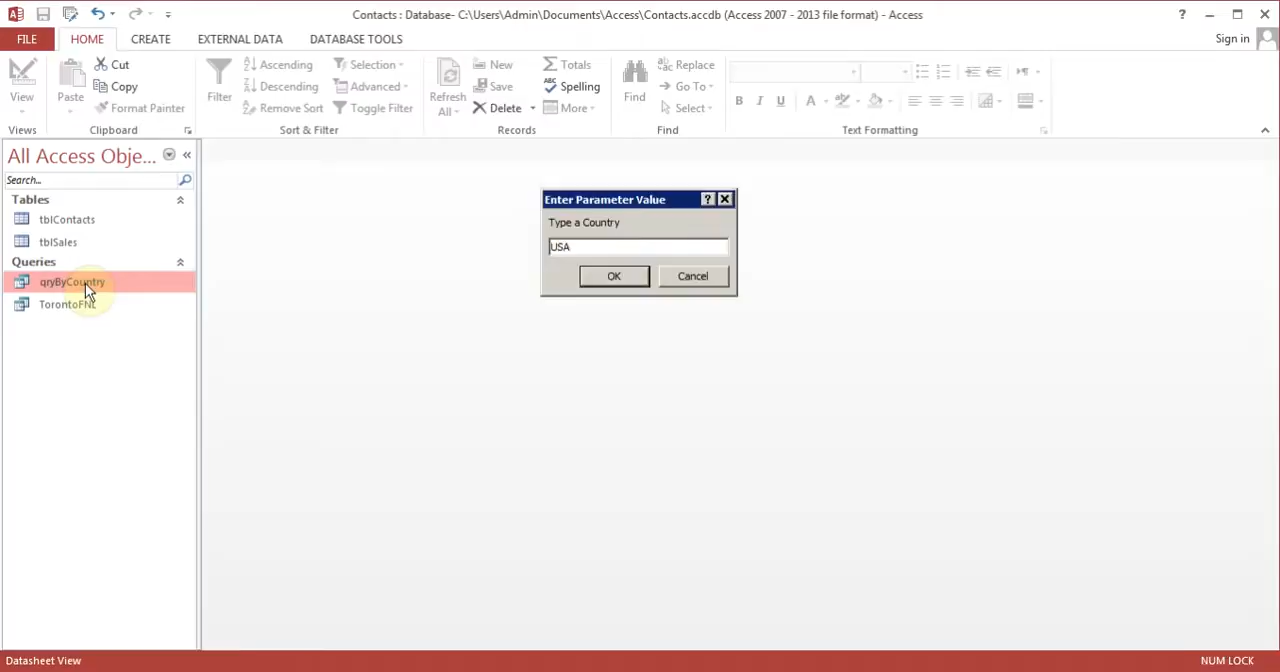 Contacts : Database- C:\Users\Admin\Documents\Access\Contacts.accdb (Access 2007 - 2013 file format) - Access
?
FILE HOME CREATE EXTERNAL DATA DATABASE TOOLS
Sign in
View
Views
Paste
Cut
Copy
Format Painter
Clipboard
Filter
Ascending
Descending
Remove Sort
Selection
Advanced
Toggle Filter
Sort & Filter
Refresh
All
New
Save
Delete
Totals
Spelling
More
Records
Find
Replace
Go To
Select
Find
B I U A
Text Formatting
All Access Obje...
Search...
Tables
tblContacts
tblSales
Queries
qryByCountry
TorontoFNL
Enter Parameter Value ?
Type a Country
USA
OK Cancel
Datasheet View
NUM LOCK